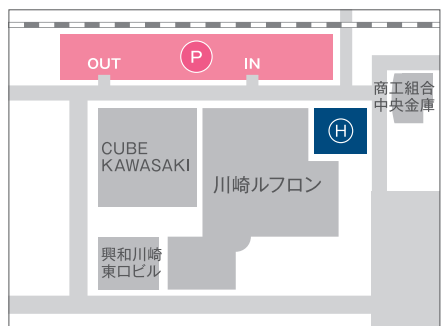 OUT
P
IN
商工組合
中央金庫
H
CUBE
KAWASAKI
川崎ルフロン
興和川崎
東口ビル